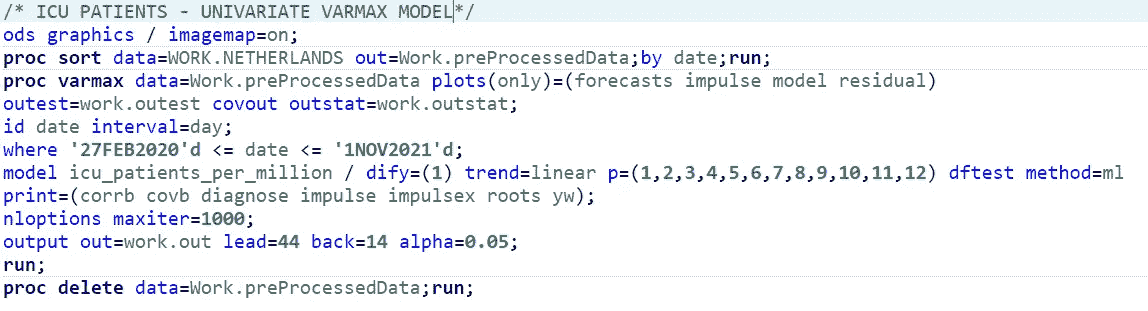 /* ICU PATIENTS - UNIVARIATE VARMAX MODEL*/
ods graphics / imagemap=on;
proc sort data=WORK.NETHERLANDS out=Work.preProcessedData;by date;run;
proc varmax data=Work.preProcessedData plots(only)=(forecasts impulse model residual)
outest=work.outest covout outstat=work.outstat;
id date interval=day;
where '27FEB2020'd <= date <= '1NOV2021'd;
model icu_patients_per_million / dify=(1) trend=linear p=(1,2,3,4,5,6,7,8,9,10,11,12) dftest method=ml
print=(corrb covb diagnose impulse impulsex roots yw);
nloptions maxiter=1000;
output out=work.out lead=44 back=14 alpha=0.05;
run;
proc delete data=Work.preProcessedData;run;